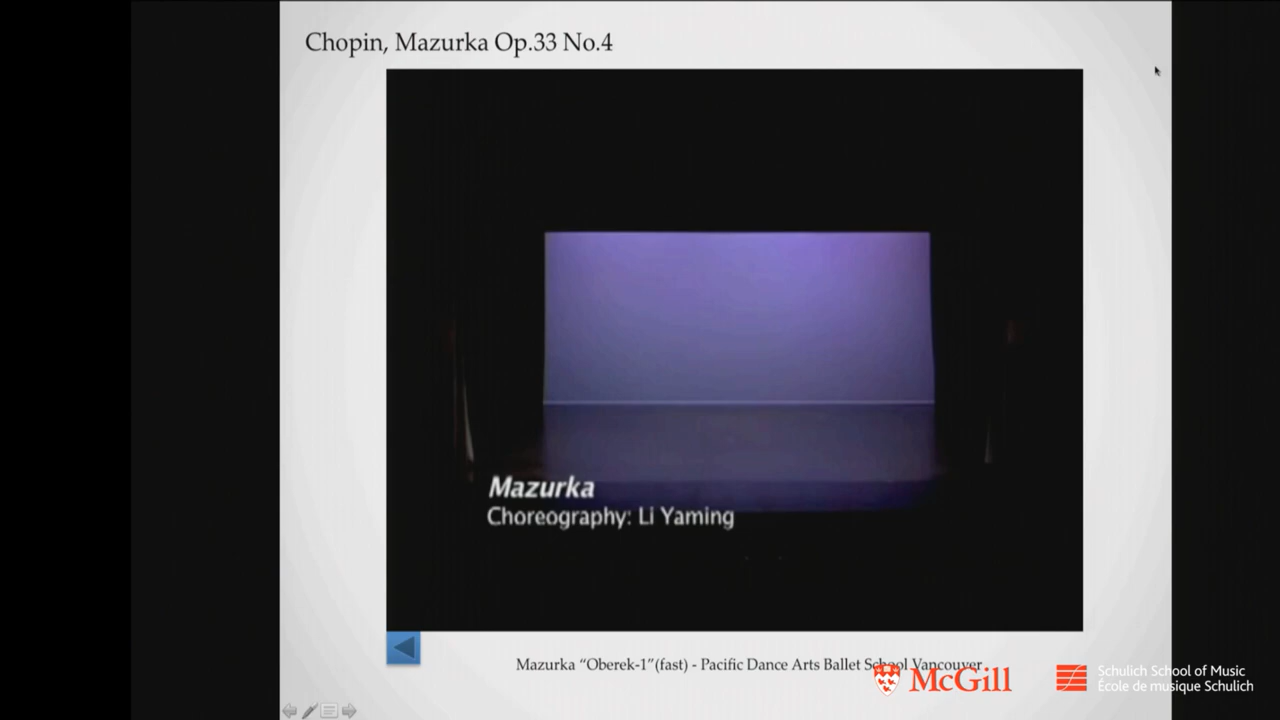 Chopin, Mazurka Op.33 No.4
Mazurka
Choreography: Li Yaming
Mazurka “Oberek-1”(fast) - Pacific Dance Arts Ballet School Vancouver
McGill
Schulich School of Music
École de musique Schulich